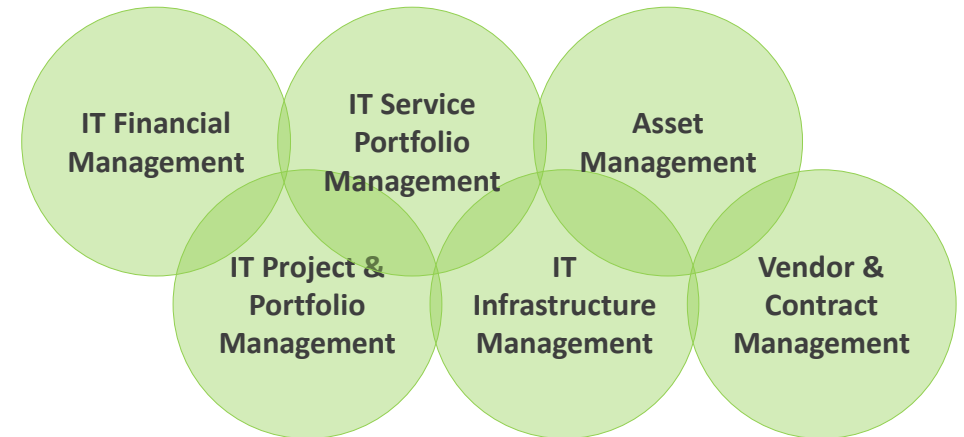 IT Financial
Management
IT Service
Portfolio
Management
Asset
Management
IT Project &
Portfolio
Management
IT
Infrastructure
Management
Vendor &
Contract
Management